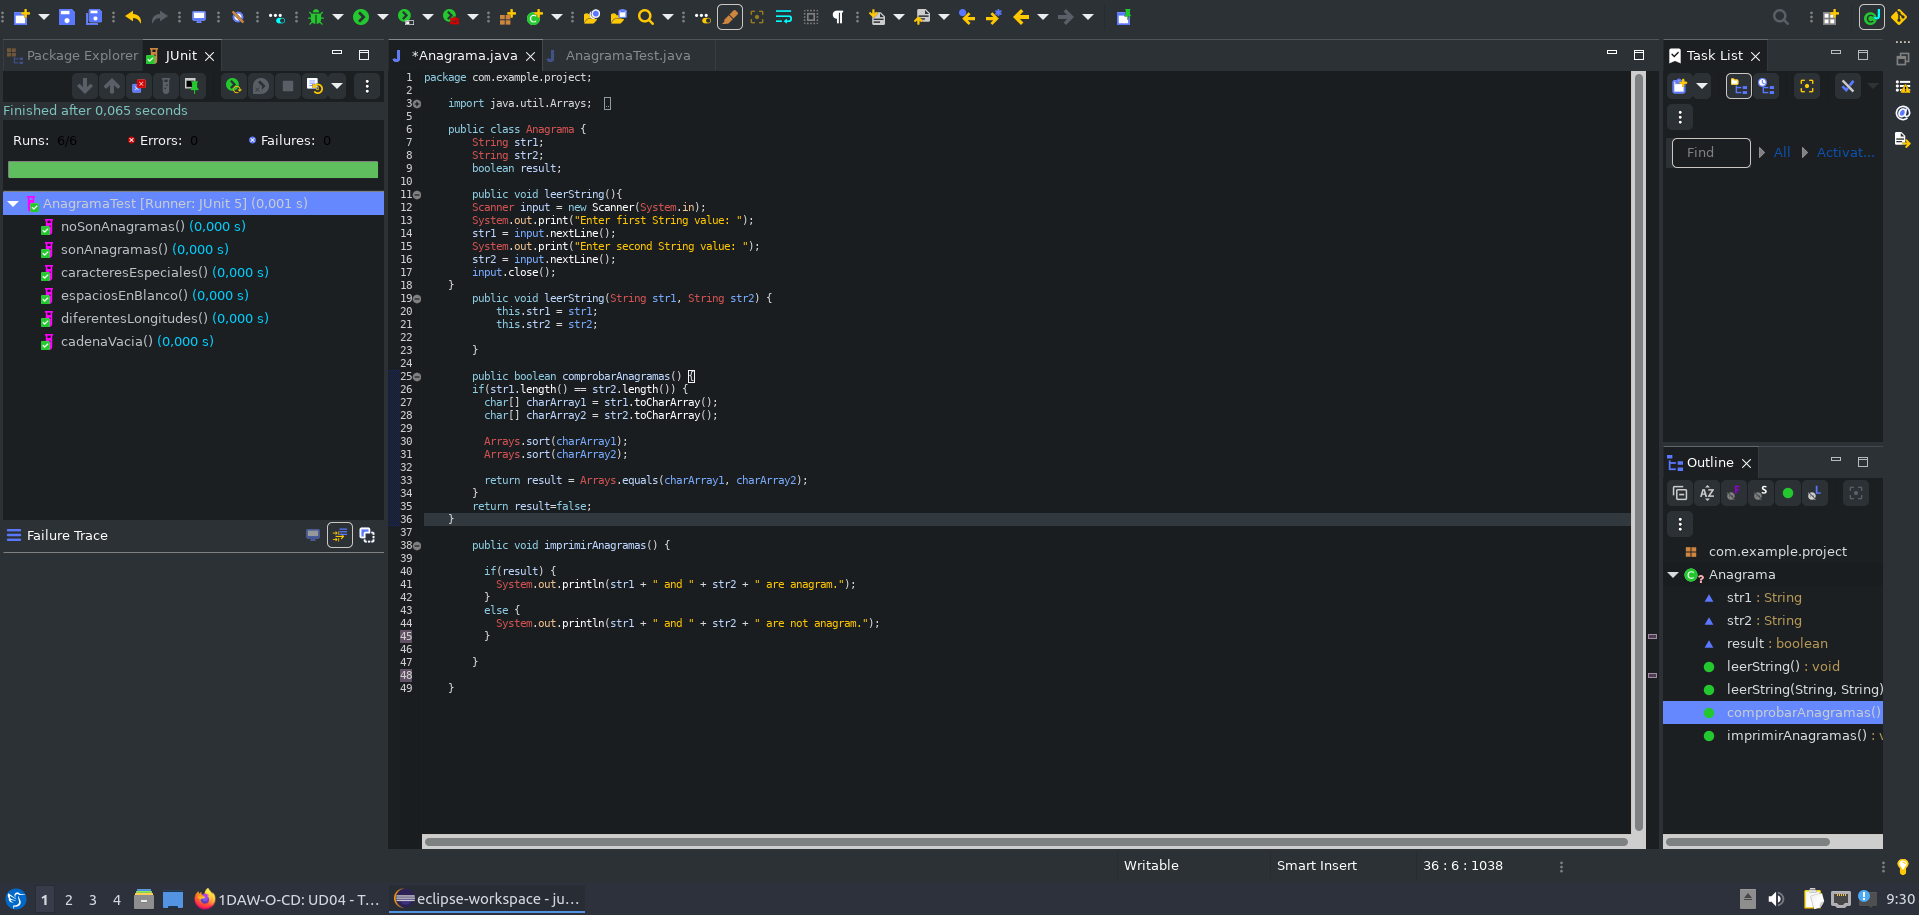 Package Explorer
JUnit
Finished after 0,065 seconds
Runs: 6/6
Errors: 0
Failures: 0
AnagramaTest [Runner: JUnit 5] (0,001 s)
noSonAnagramas() (0,000 s)
sonAnagramas() (0,000 s)
caracteresEspeciales() (0,000 s)
espaciosEnBlanco() (0,000 s)
diferentesLongitudes() (0,000 s)
cadenaVacia() (0,000 s)
Failure Trace
*Anagrama.java
AnagramaTest.java
1 package com.example.project;
2
3 import java.util.Arrays;
5
6 public class Anagrama {
7 String str1;
8 String str2;
9 boolean result;
10
11 public void leerString(){
12 Scanner input = new Scanner(System.in);
13 System.out.print("Enter first String value: ");
14 str1 = input.nextLine();
15 System.out.print("Enter second String value: ");
16 str2 = input.nextLine();
17 input.close();
18 }
19 public void leerString(String str1, String str2) {
20 this.str1 = str1;
21 this.str2 = str2;
22
23 }
24
25 public boolean comprobarAnagramas() {
26 if(str1.length() == str2.length()) {
27 char[] charArray1 = str1.toCharArray();
28 char[] charArray2 = str2.toCharArray();
29
30 Arrays.sort(charArray1);
31 Arrays.sort(charArray2);
32
33 return result = Arrays.equals(charArray1, charArray2);
34 }
35 return result=false;
36 }
37
38 public void imprimirAnagramas() {
39
40 if(result) {
41 System.out.println(str1 + " and " + str2 + " are anagram.");
42 }
43 else {
44 System.out.println(str1 + " and " + str2 + " are not anagram.");
45 }
46
47 }
48
49 }
Task List
Find
All
Activat...
Outline
com.example.project
Anagrama
str1 : String
str2 : String
result : boolean
leerString() : void
leerString(String, String)
comprobarAnagramas()
imprimirAnagramas() : v
Writable
Smart Insert
36 : 6 : 1038
1 2 3 4
1DAW-O-CD: UD04 - T...
eclipse-workspace - ju...
9:30